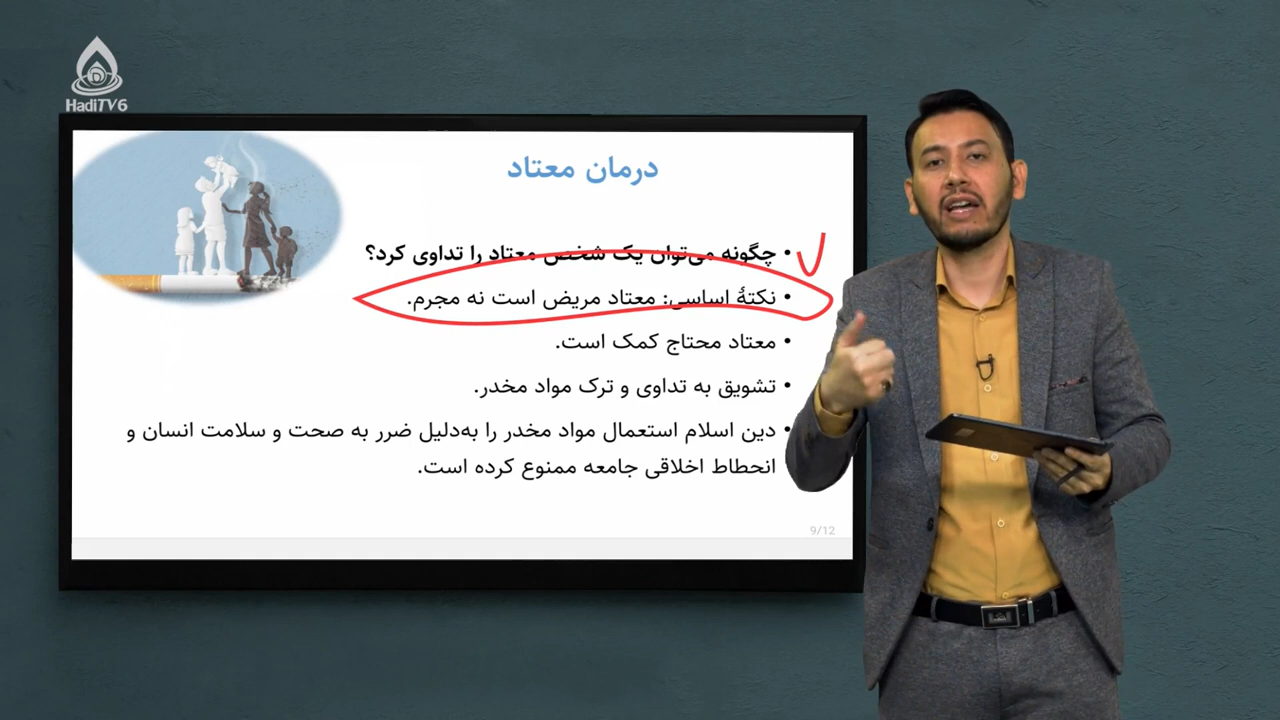 HadiTV6
درمان معتاد
• چگونه می‌توان یک شخص معتاد را تداوی کرد؟
• نکتهٔ اساسی: معتاد مریض است نه مجرم.
• معتاد محتاج کمک است.
• تشویق به تداوی و ترک مواد مخدر.
• دین اسلام استعمال مواد مخدر را به‌دلیل ضرر به صحت و سلامت انسان و
انحطاط اخلاقی جامعه ممنوع کرده است.
9/12